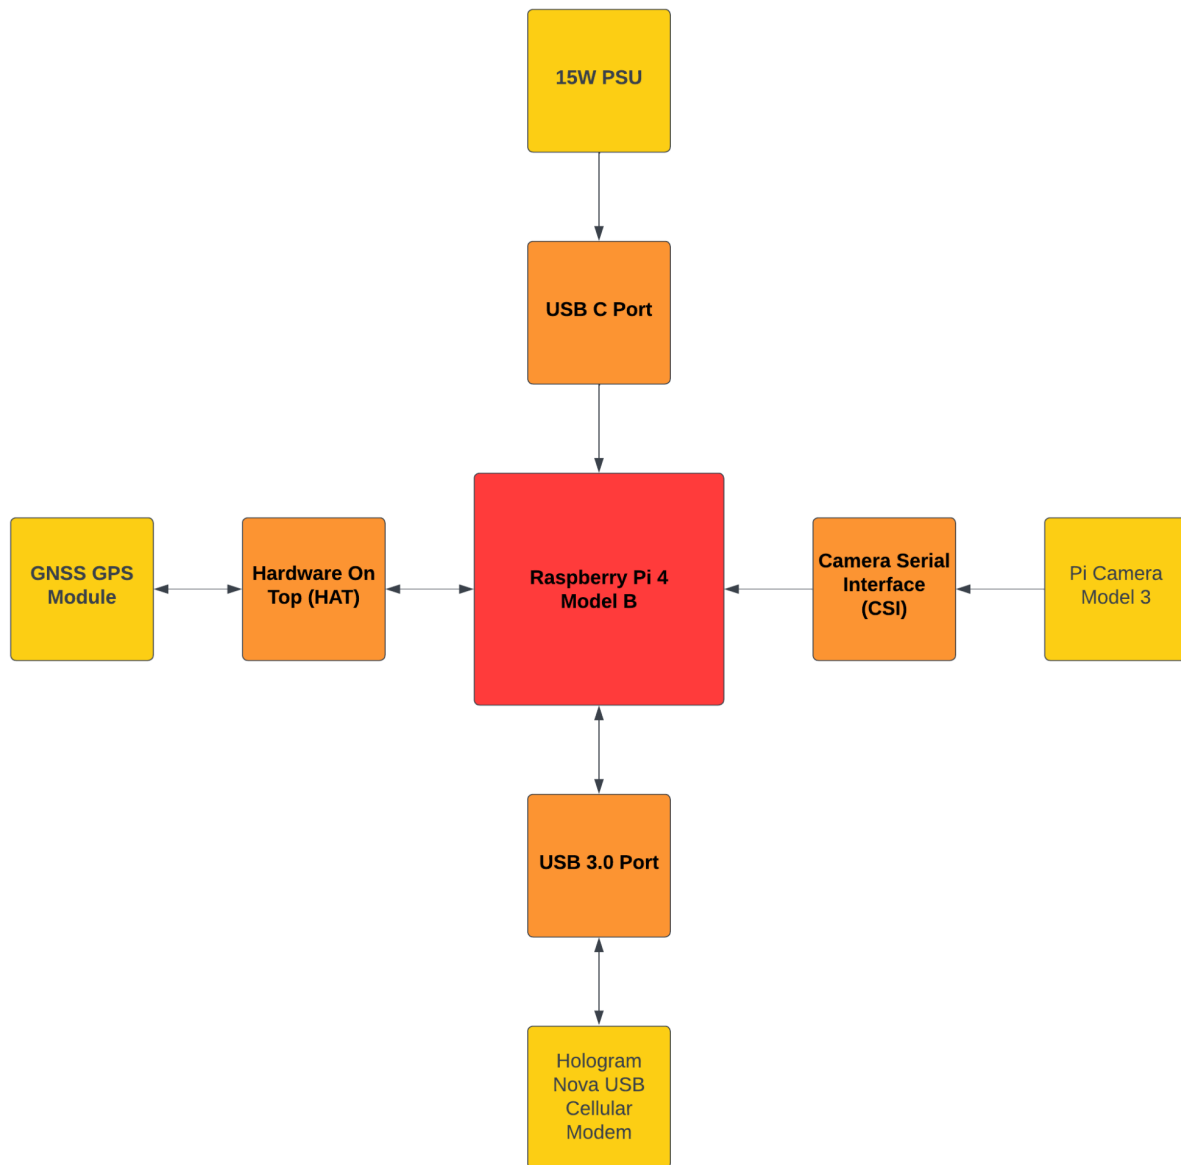 15W PSU
USB C Port
GNSS GPS
Module
Hardware On
Top (HAT)
Raspberry Pi 4
Model B
Camera Serial
Interface
(CSI)
Pi Camera
Model 3
USB 3.0 Port
Hologram
Nova USB
Cellular
Modem